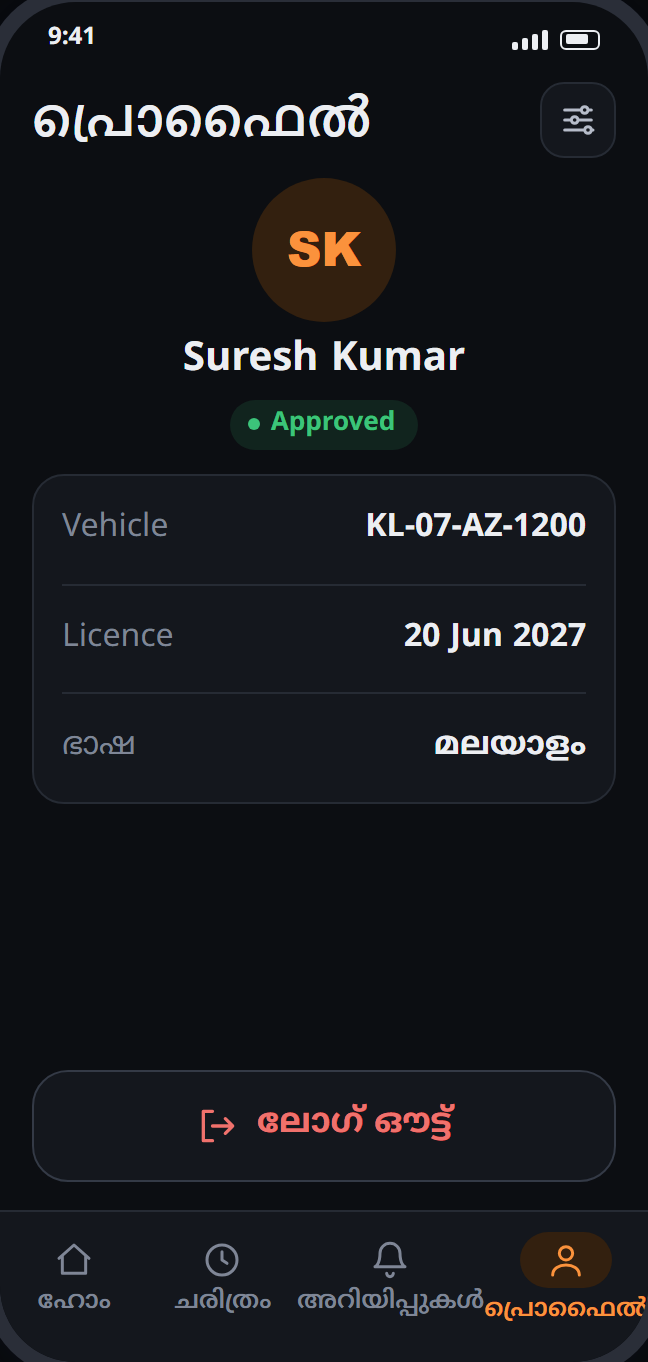 9:41
പ്രൊഫൈൽ
SK
Suresh Kumar
Approved
Vehicle KL-07-AZ-1200
Licence 20 Jun 2027
ഭാഷ മലയാളം
ലോഗ് ഔട്ട്
ഹോം ചരിത്രം അറിയിപ്പുകൾ പ്രൊഫൈൽ